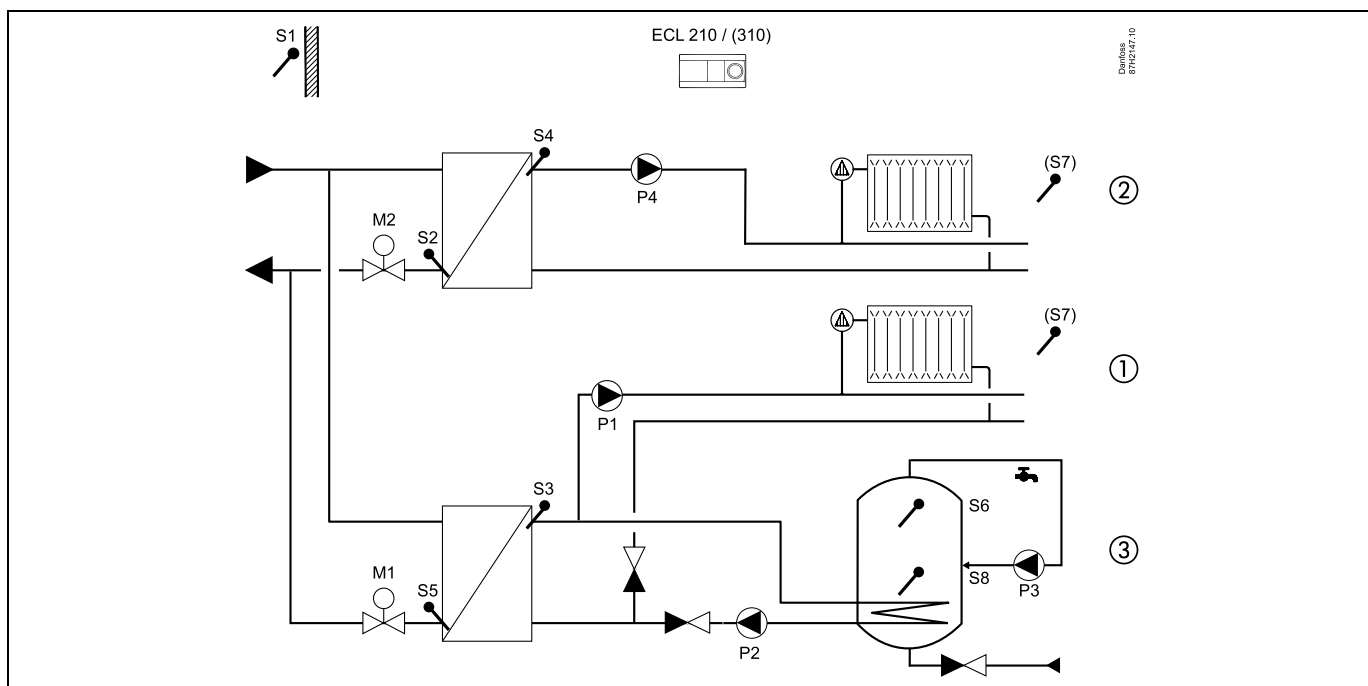 S1
ECL 210 / (310)
Danfoss
87H2147.10
S4
P4
(S7)
②
M2
S2
(S7)
①
P1
S3
S6
③
M1
S5
S8
P3
P2